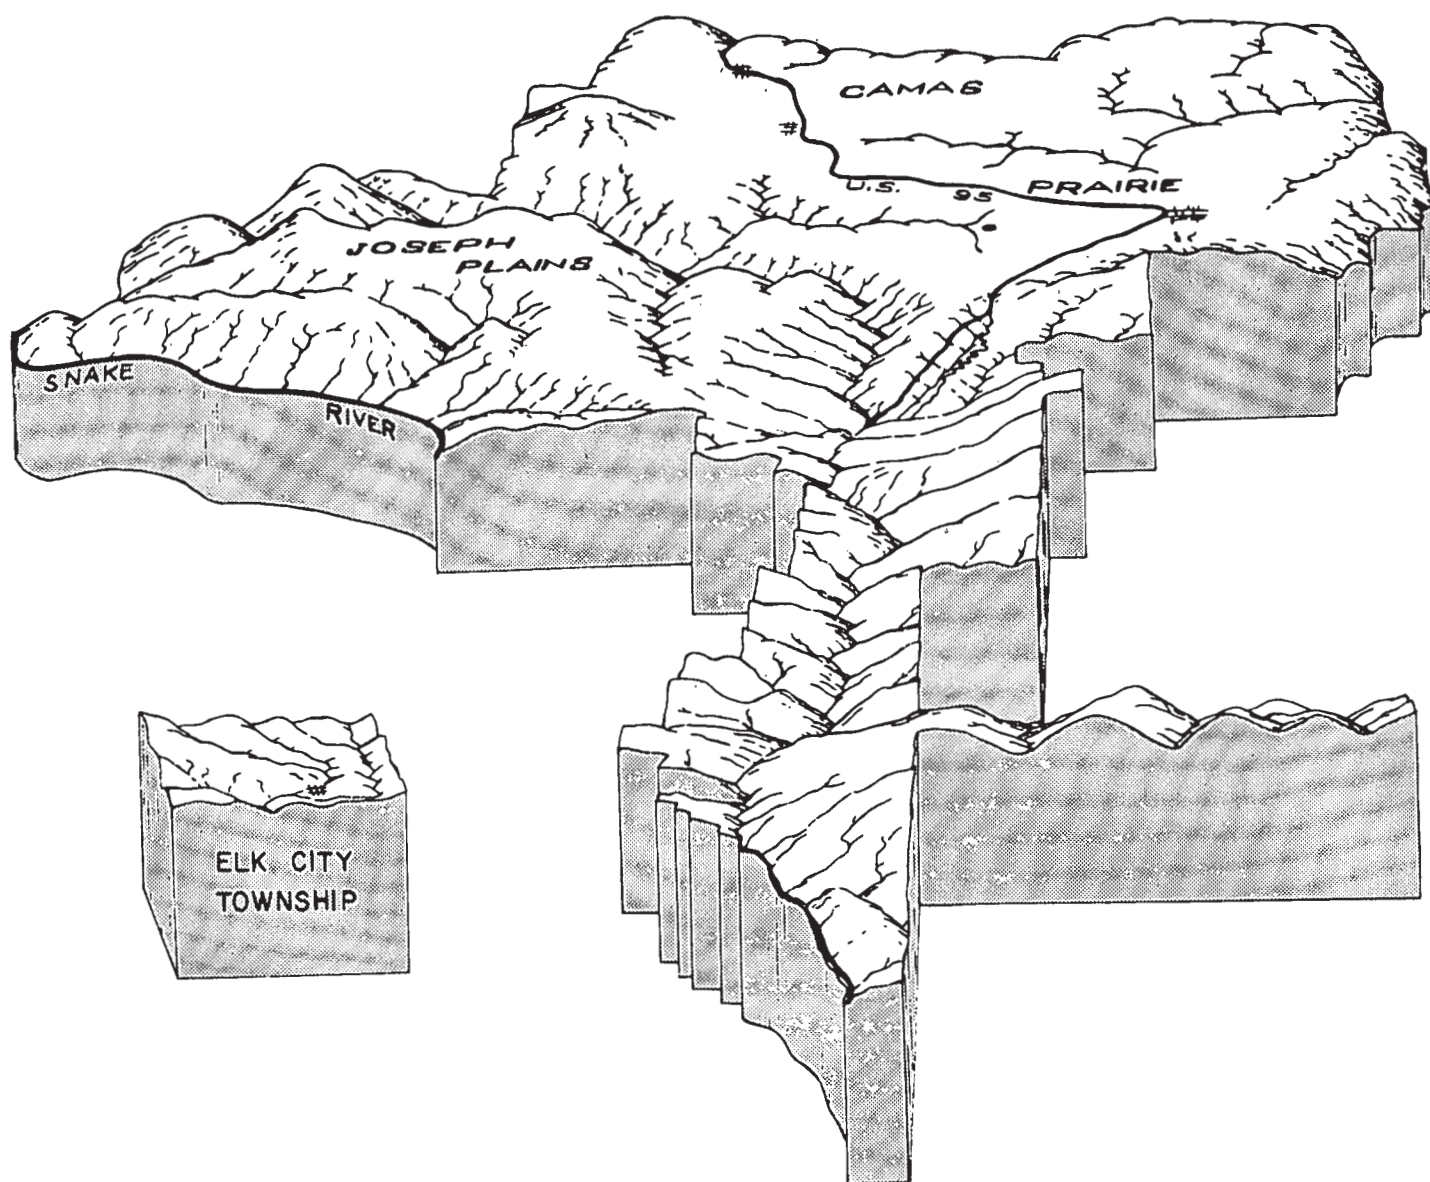 CAMAS
PRAIRIE
U.S. 95
JOSEPH
PLAINS
SNAKE
RIVER
ELK CITY
TOWNSHIP